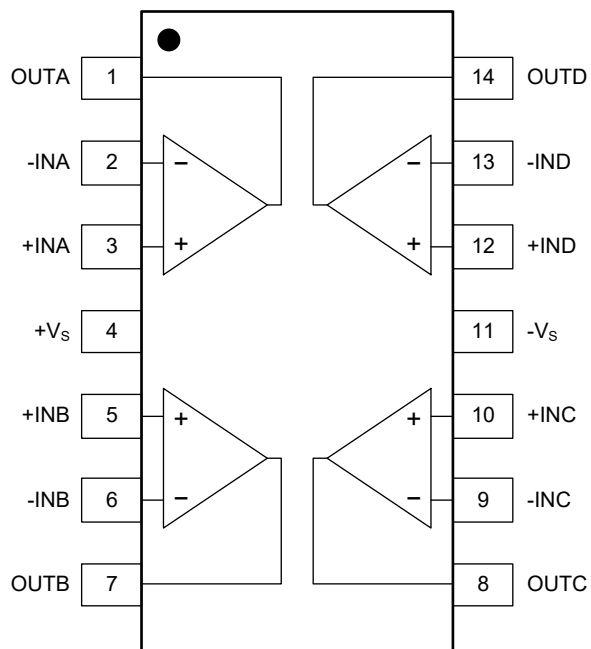 OUTA 1 14 OUTD
-INA 2 − − 13 -IND
+INA 3 + + 12 +IND
+VS 4 11 -VS
+INB 5 + + 10 +INC
-INB 6 − − 9 -INC
OUTB 7 8 OUTC